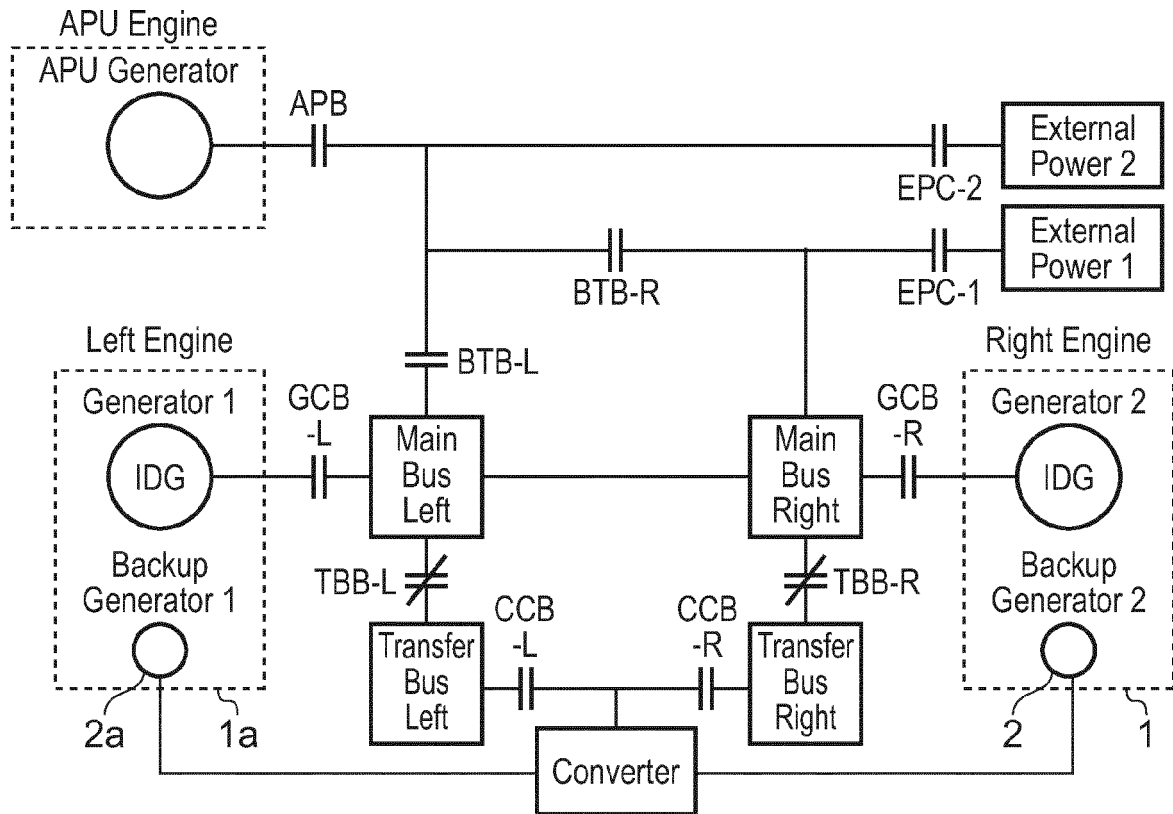 APU Engine
APU Generator
APB
External
Power 2
EPC-2
External
Power 1
BTB-R
EPC-1
Left Engine
Right Engine
BTB-L
Generator 1
GCB
-L
IDG
Main
Bus
Left
Main
Bus
Right
GCB
-R
Generator 2
IDG
Backup
Generator 1
TBB-L
TBB-R
Backup
Generator 2
CCB
-L
CCB
-R
Transfer
Bus
Left
Transfer
Bus
Right
2a
1a
Converter
2
1